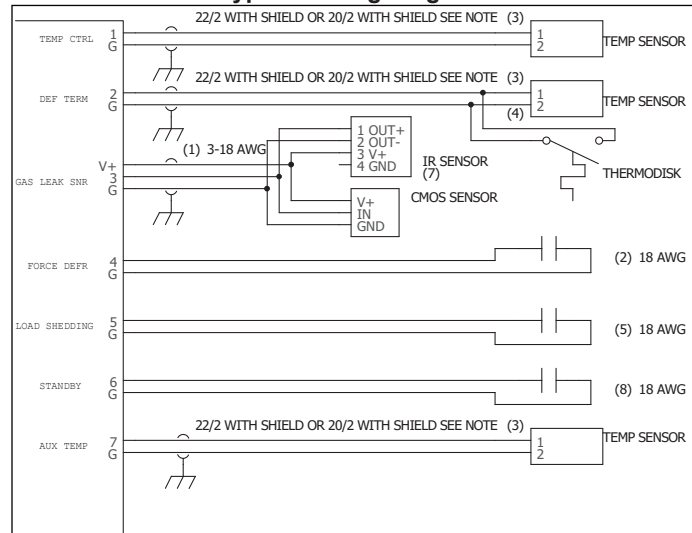 22/2 WITH SHIELD OR 20/2 WITH SHIELD SEE NOTE (3)
TEMP CTRL 1
G
1
2
TEMP SENSOR
22/2 WITH SHIELD OR 20/2 WITH SHIELD SEE NOTE (3)
DEF TERM 2
G
1
2
(4)
TEMP SENSOR
THERMODISK
(1) 3-18 AWG
1 OUT+
2 OUT-
3 V+
4 GND
IR SENSOR
(7)
CMOS SENSOR
V+
IN
GND
V+
GAS LEAK SNR 3
G
FORCE DEFR 4
G
(2) 18 AWG
LOAD SHEDDING 5
G
(5) 18 AWG
STANDBY 6
G
(8) 18 AWG
22/2 WITH SHIELD OR 20/2 WITH SHIELD SEE NOTE (3)
AUX TEMP 7
G
1
2
TEMP SENSOR